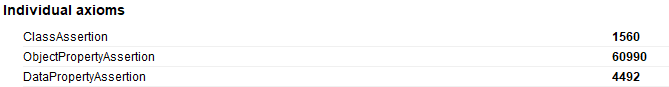 Individual axioms
ClassAssertion 1560
ObjectPropertyAssertion 60990
DataPropertyAssertion 4492